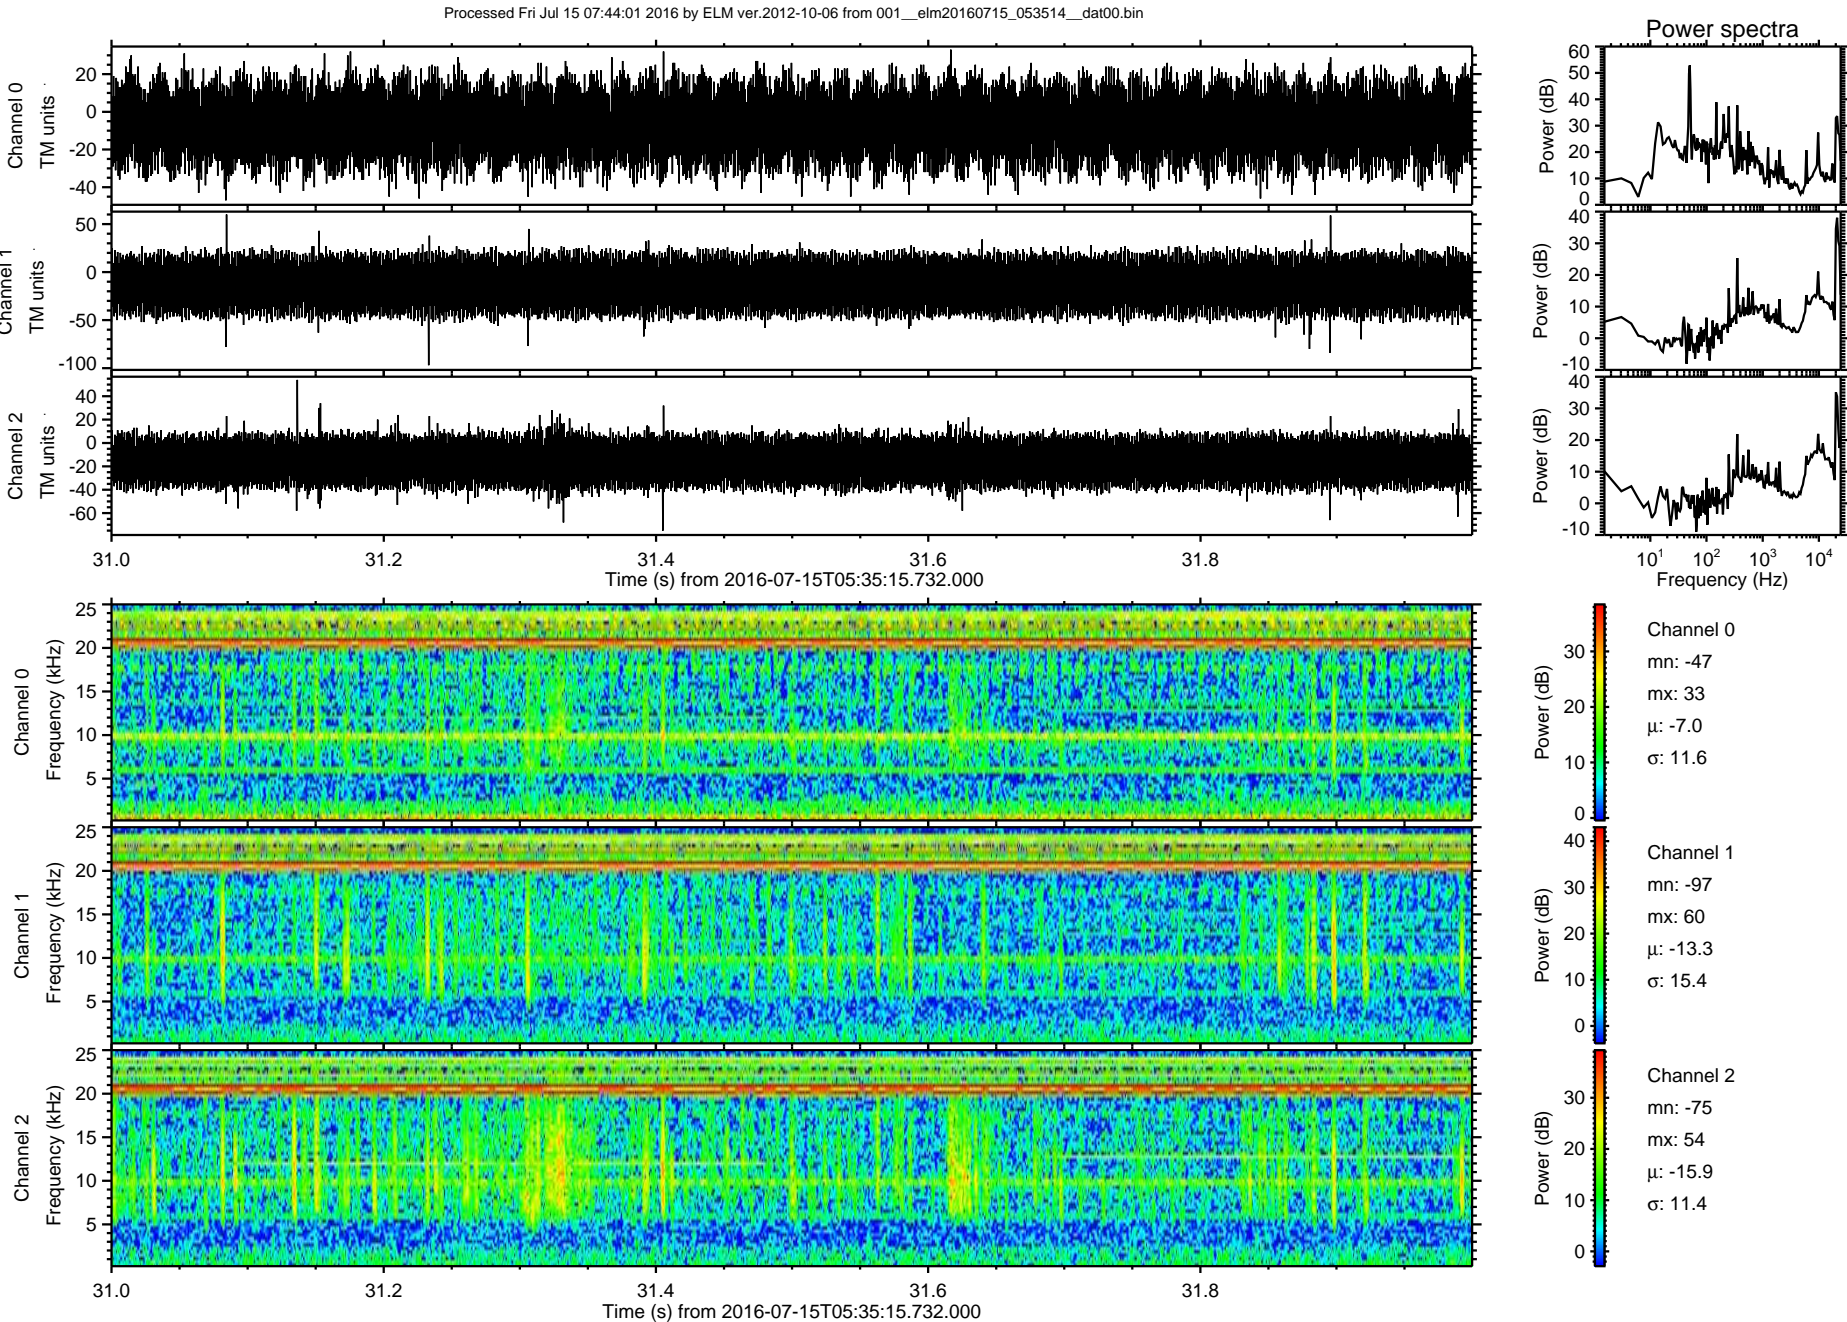 Processed Fri Jul 15 07:44:01 2016 by ELM ver.2012-10-06 from 001__elm20160715_053514__dat00.bin
Power spectra
Channel 0
TM units
20
0
-20
-40
Power (dB)
60
50
40
30
20
10
0
Channel 1
TM units
50
0
-50
-100
Power (dB)
40
30
20
10
0
-10
Channel 2
TM units
40
20
0
-20
-40
-60
Power (dB)
40
30
20
10
0
-10
31.0 31.2 31.4 31.6 31.8
Time (s) from 2016-07-15T05:35:15.732.000
10^1 10^2 10^3 10^4
Frequency (Hz)
Channel 0
Frequency (kHz)
25
20
15
10
5
Power (dB)
30
20
10
0
Channel 0
mn: -47
mx: 33
μ: -7.0
σ: 11.6
Channel 1
Frequency (kHz)
25
20
15
10
5
Power (dB)
40
30
20
10
0
Channel 1
mn: -97
mx: 60
μ: -13.3
σ: 15.4
Channel 2
Frequency (kHz)
25
20
15
10
5
Power (dB)
30
20
10
0
Channel 2
mn: -75
mx: 54
μ: -15.9
σ: 11.4
31.0 31.2 31.4 31.6 31.8
Time (s) from 2016-07-15T05:35:15.732.000